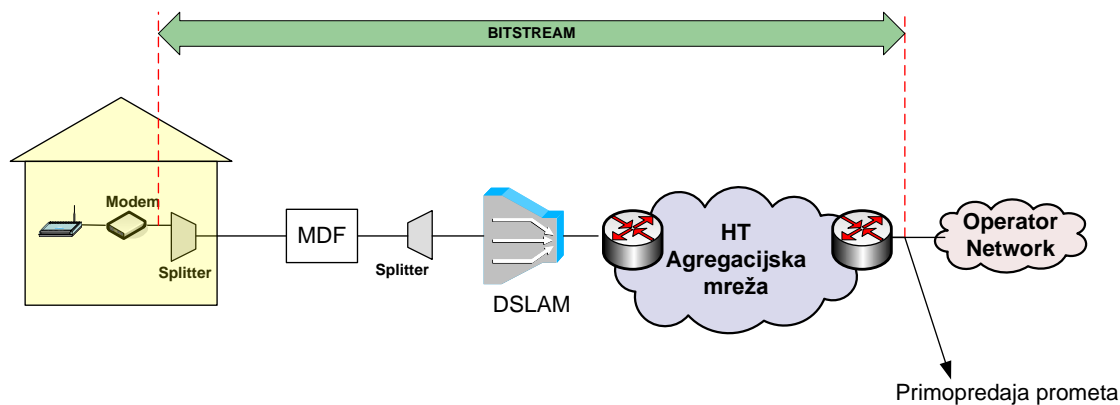 BITSTREAM
Modem
Splitter
MDF
Splitter
DSLAM
HT
Agregacijska
mreža
Operator
Network
Primopredaja prometa